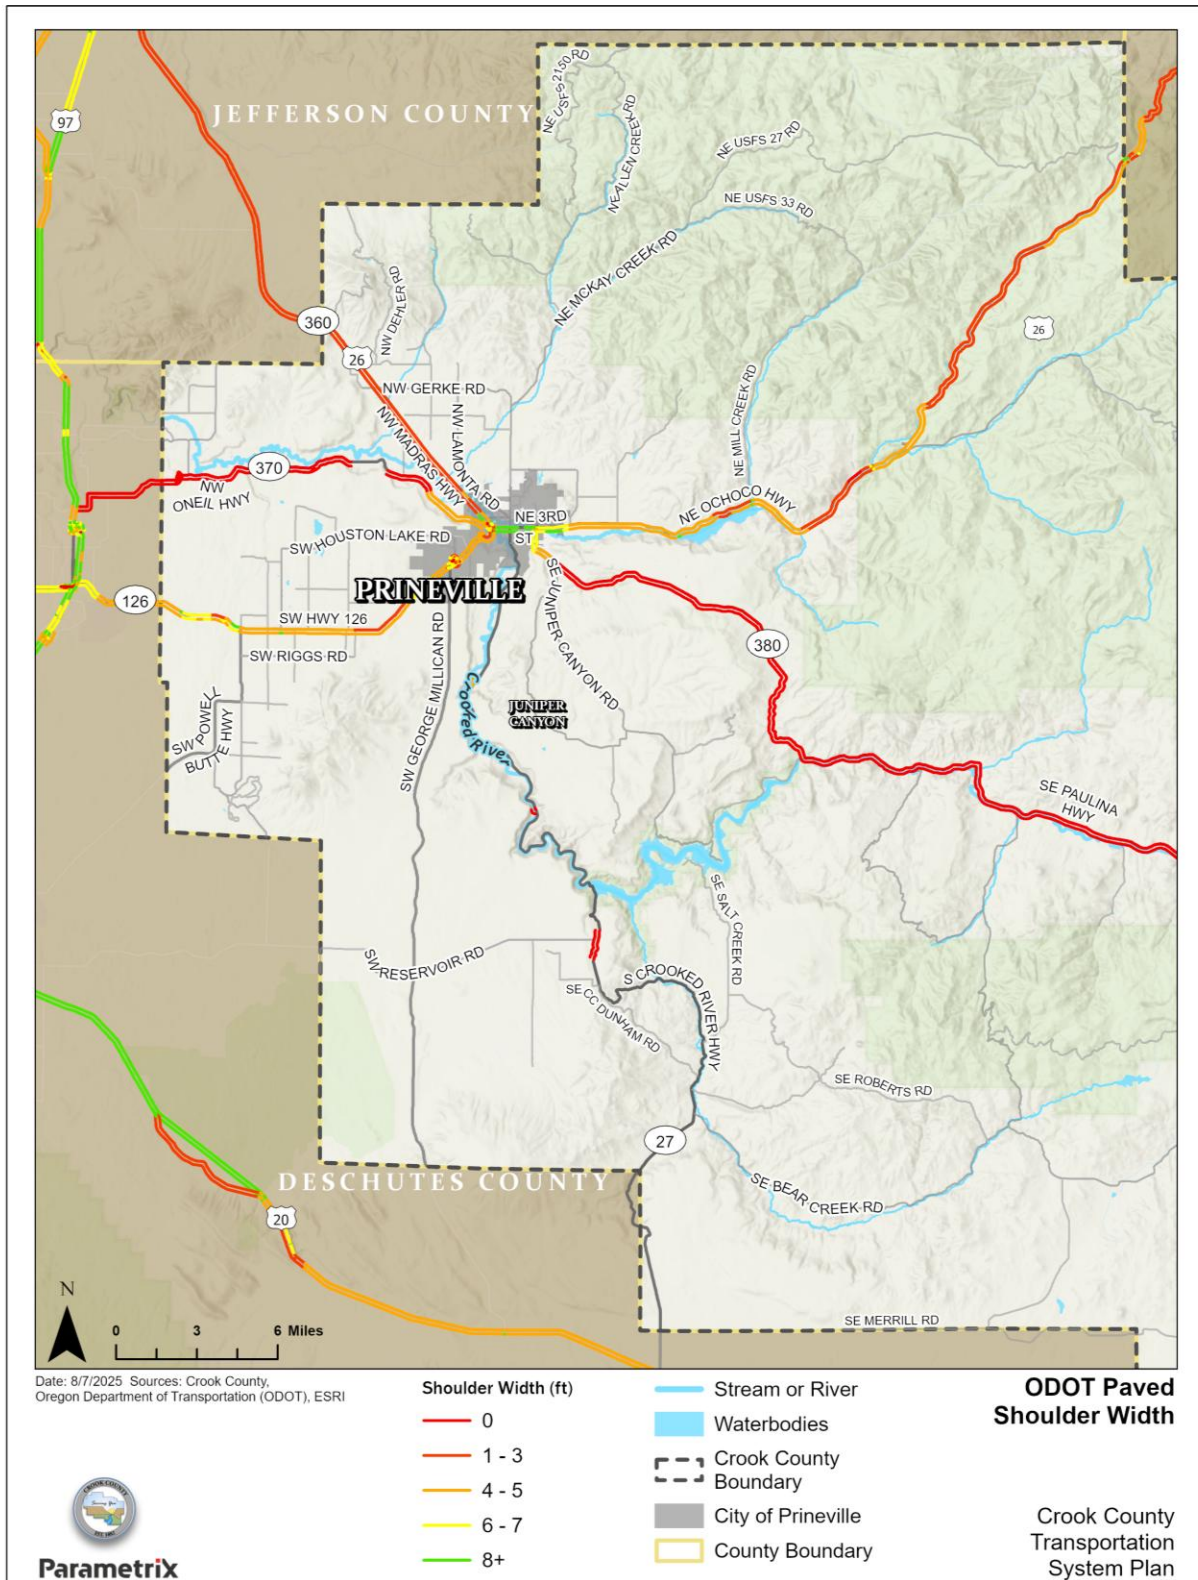 JEFFERSON COUNTY
97
NE USFS 2150 RD
NE ALLEN CREEK RD
NE USFS 27 RD
NE USFS 33 RD
NE MCKAY CREEK RD
NW DEHLER RD
360
26
26
NW GERKE RD
NW LAMONTA RD
NW MADRAS HWY
NE MILL CREEK RD
370
NW
ONEIL HWY
NE OCHOCO HWY
NE 3RD
ST
SW HOUSTON LAKE RD
PRINEVILLE
126
SW HWY 126
SW RIGGS RD
SE JUNIPER CANYON RD
380
SW GEORGE MILLICAN RD
Crooked River
JUNIPER
CANYON
SW POWELL
BUTTE HWY
SE PAULINA
HWY
SE SALT CREEK RD
SW RESERVOIR RD
S CROOKED RIVER HWY
SE CC DUNHAM RD
SE ROBERTS RD
27
DESCHUTES COUNTY
SE BEAR CREEK RD
20
SE MERRILL RD
N
0 3 6 Miles
Date: 8/7/2025 Sources: Crook County,
Oregon Department of Transportation (ODOT), ESRI
Shoulder Width (ft)
0
1 - 3
4 - 5
6 - 7
8+
Stream or River
Waterbodies
Crook County
Boundary
City of Prineville
County Boundary
ODOT Paved
Shoulder Width
Crook County
Transportation
System Plan
CROOK COUNTY
Parametrix